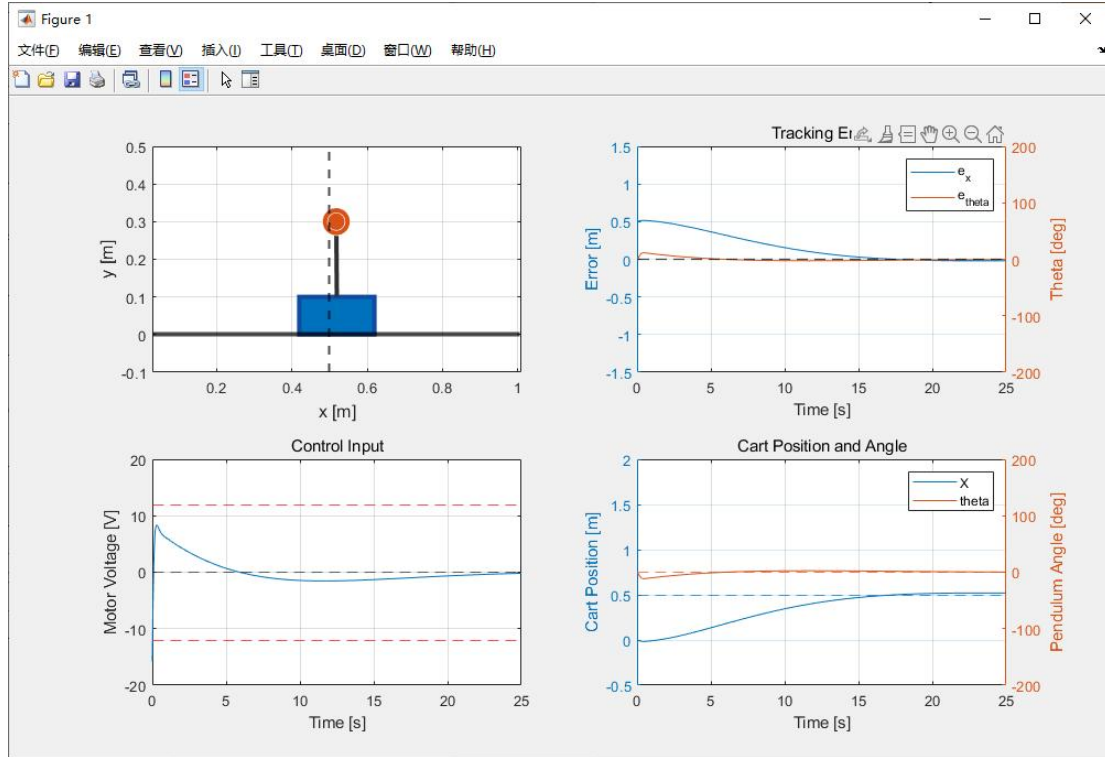 Figure 1
文件(F) 编辑(E) 查看(V) 插入(I) 工具(T) 桌面(D) 窗口(W) 帮助(H)
0.5
0.4
0.3
0.2
0.1
0
-0.1
y [m]
0.2 0.4 0.6 0.8 1
x [m]
Tracking Er
1.5
1
0.5
0
-0.5
-1
-1.5
Error [m]
e_x
e_theta
200
100
0
-100
-200
Theta [deg]
0 5 10 15 20 25
Time [s]
Control Input
20
10
0
-10
-20
Motor Voltage [V]
0 5 10 15 20 25
Time [s]
Cart Position and Angle
2
1.5
1
0.5
0
-0.5
Cart Position [m]
X
theta
200
100
0
-100
-200
Pendulum Angle [deg]
0 5 10 15 20 25
Time [s]